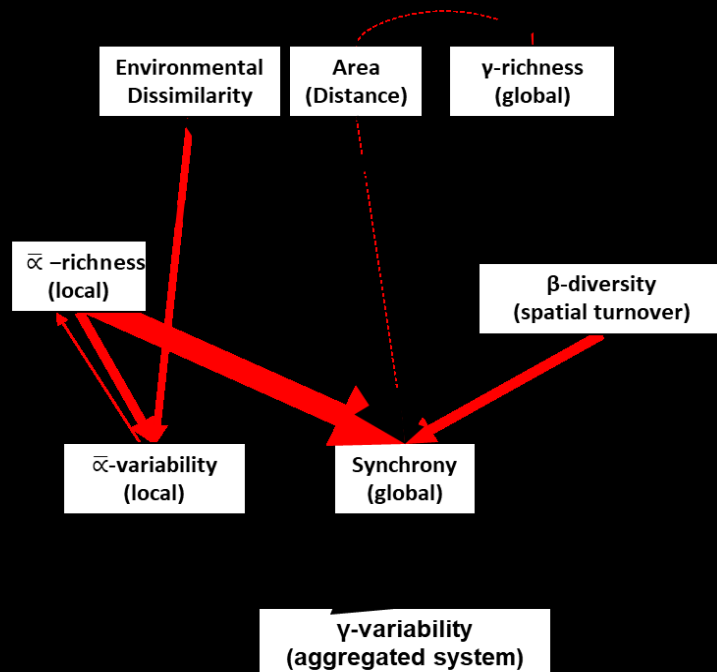 Environmental
Dissimilarity
Area
(Distance)
γ-richness
(global)
∝̅ –richness
(local)
β-diversity
(spatial turnover)
∝̅-variability
(local)
Synchrony
(global)
γ-variability
(aggregated system)